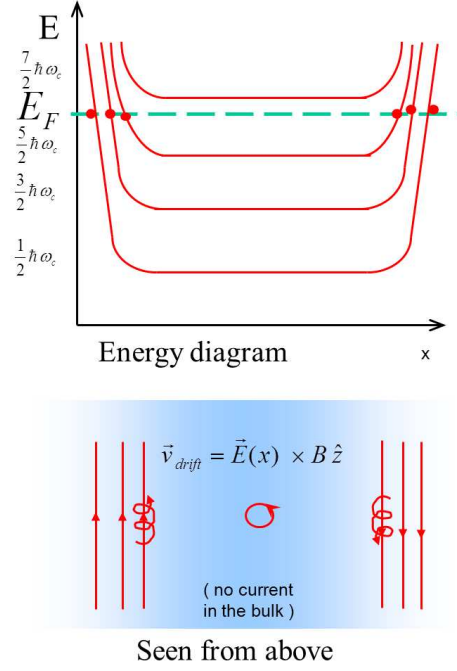 E
7/2 ħω_c
E_F
5/2 ħω_c
3/2 ħω_c
1/2 ħω_c
Energy diagram x
v⃗_drift = E⃗(x) × B ẑ
( no current
in the bulk )
Seen from above